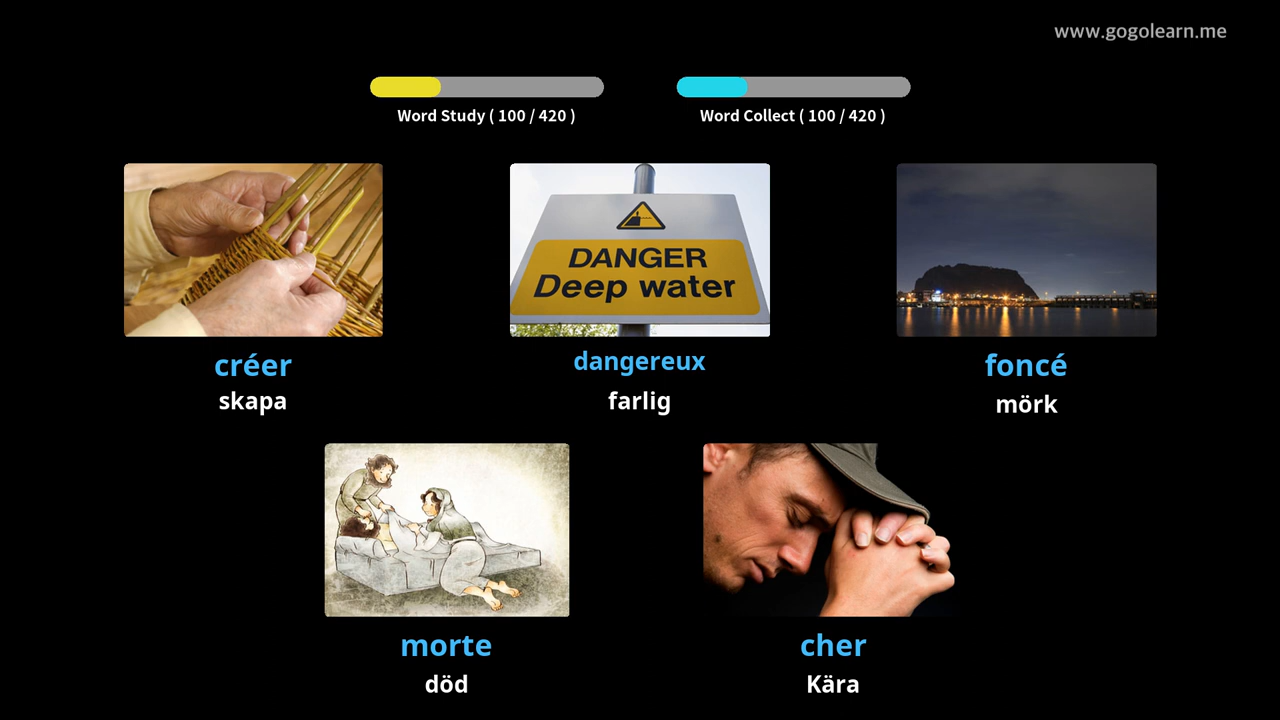 www.gogolearn.me
Word Study ( 100 / 420 )
Word Collect ( 100 / 420 )
DANGER
Deep water
créer
dangereux
foncé
skapa
farlig
mörk
morte
cher
död
Kära